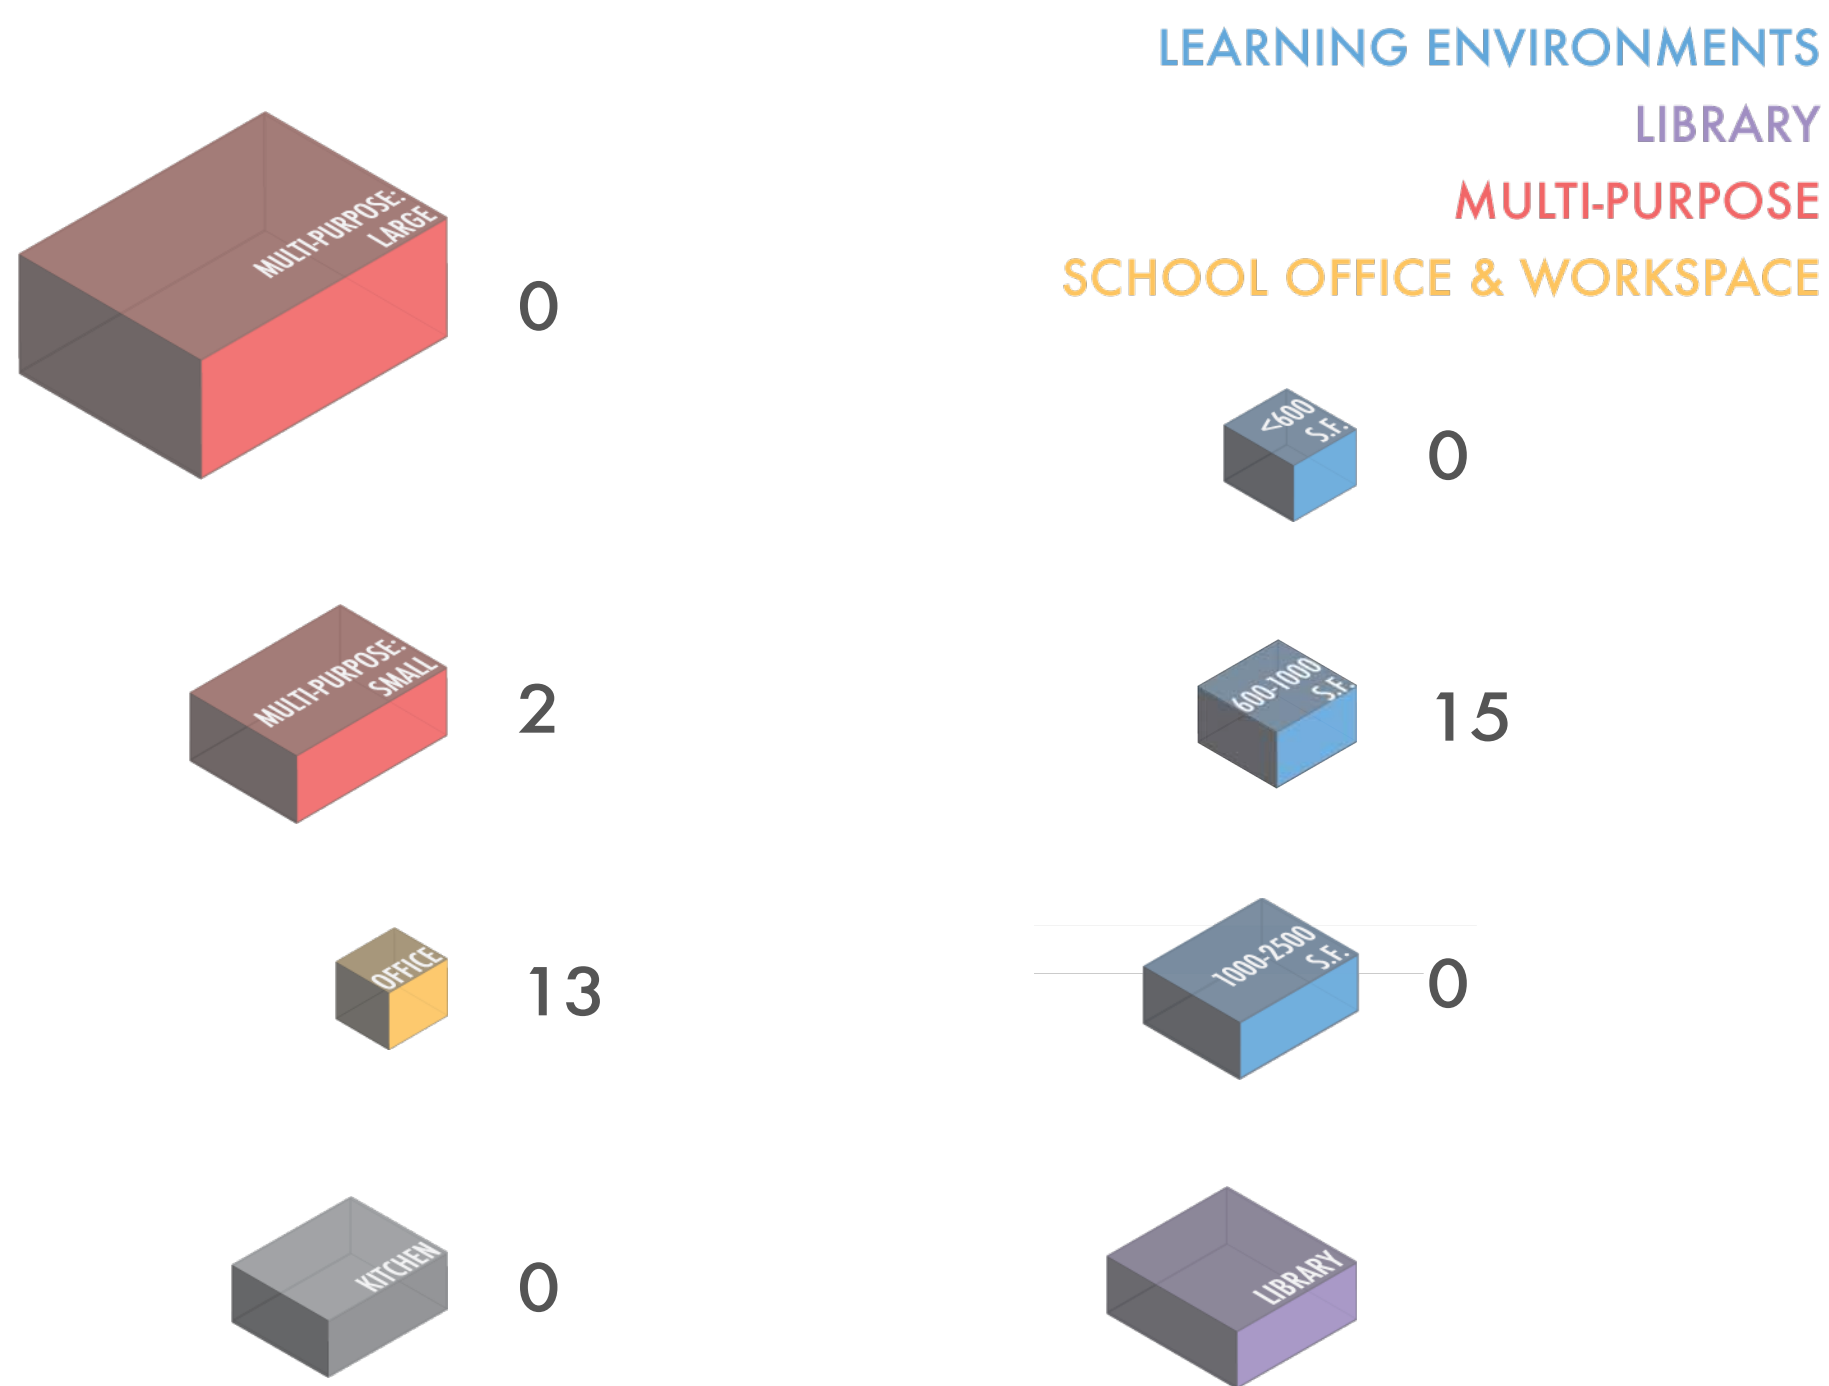 LEARNING ENVIRONMENTS
LIBRARY
MULTI-PURPOSE
SCHOOL OFFICE & WORKSPACE
MULTI-PURPOSE:
LARGE
0
<600
S.F.
0
MULTI-PURPOSE:
SMALL
2
600-1000
S.F.
15
OFFICE
13
1000-2500
S.F.
0
KITCHEN
0
LIBRARY